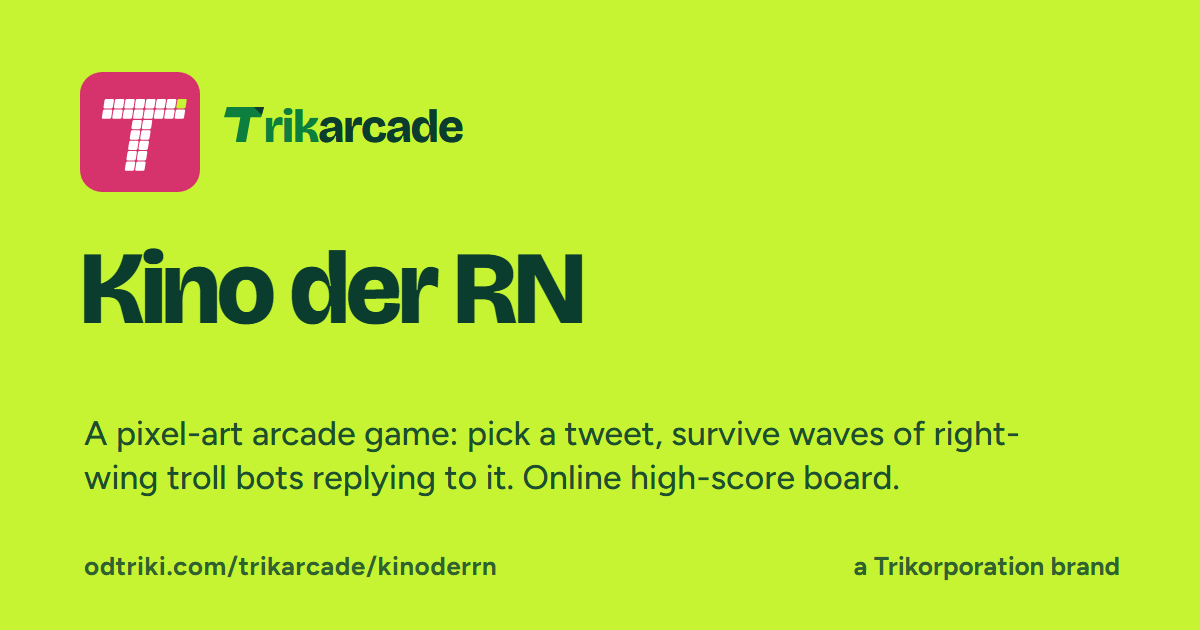 T
Trikarcade
Kino der RN
A pixel-art arcade game: pick a tweet, survive waves of right-
wing troll bots replying to it. Online high-score board.
odtriki.com/trikarcade/kinoderrn
a Trikorporation brand